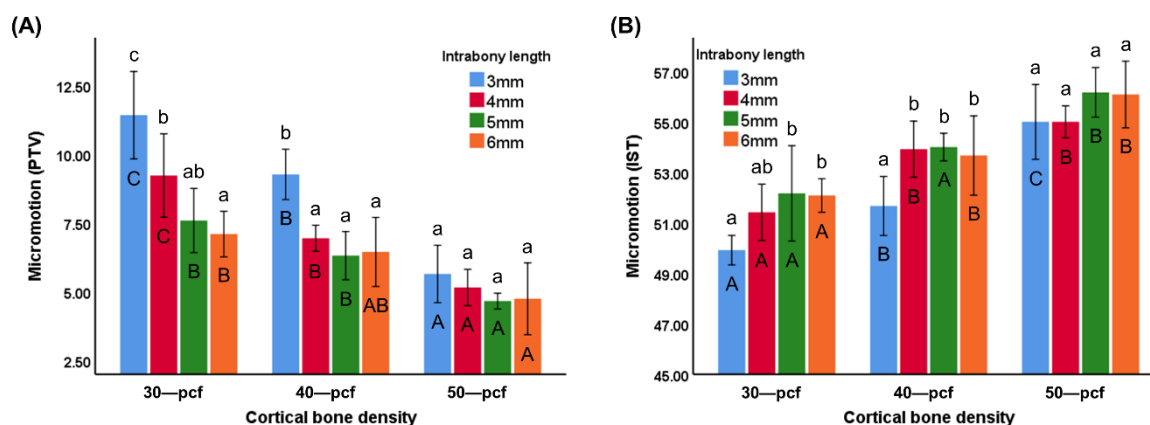 (A)
Micromotion (PTV)
12.50
10.00
7.50
5.00
2.50
Intrabony length
3mm
4mm
5mm
6mm
c b ab a
C C B B
b a a a
B B B AB
a a a a
A A A A
30—pcf 40—pcf 50—pcf
Cortical bone density
(B)
Micromotion (IST)
57.00
55.00
53.00
51.00
49.00
47.00
45.00
Intrabony length
3mm
4mm
5mm
6mm
a ab b b
A A A A
a b b b
B B A B
a a a a
C B B B
30—pcf 40—pcf 50—pcf
Cortical bone density